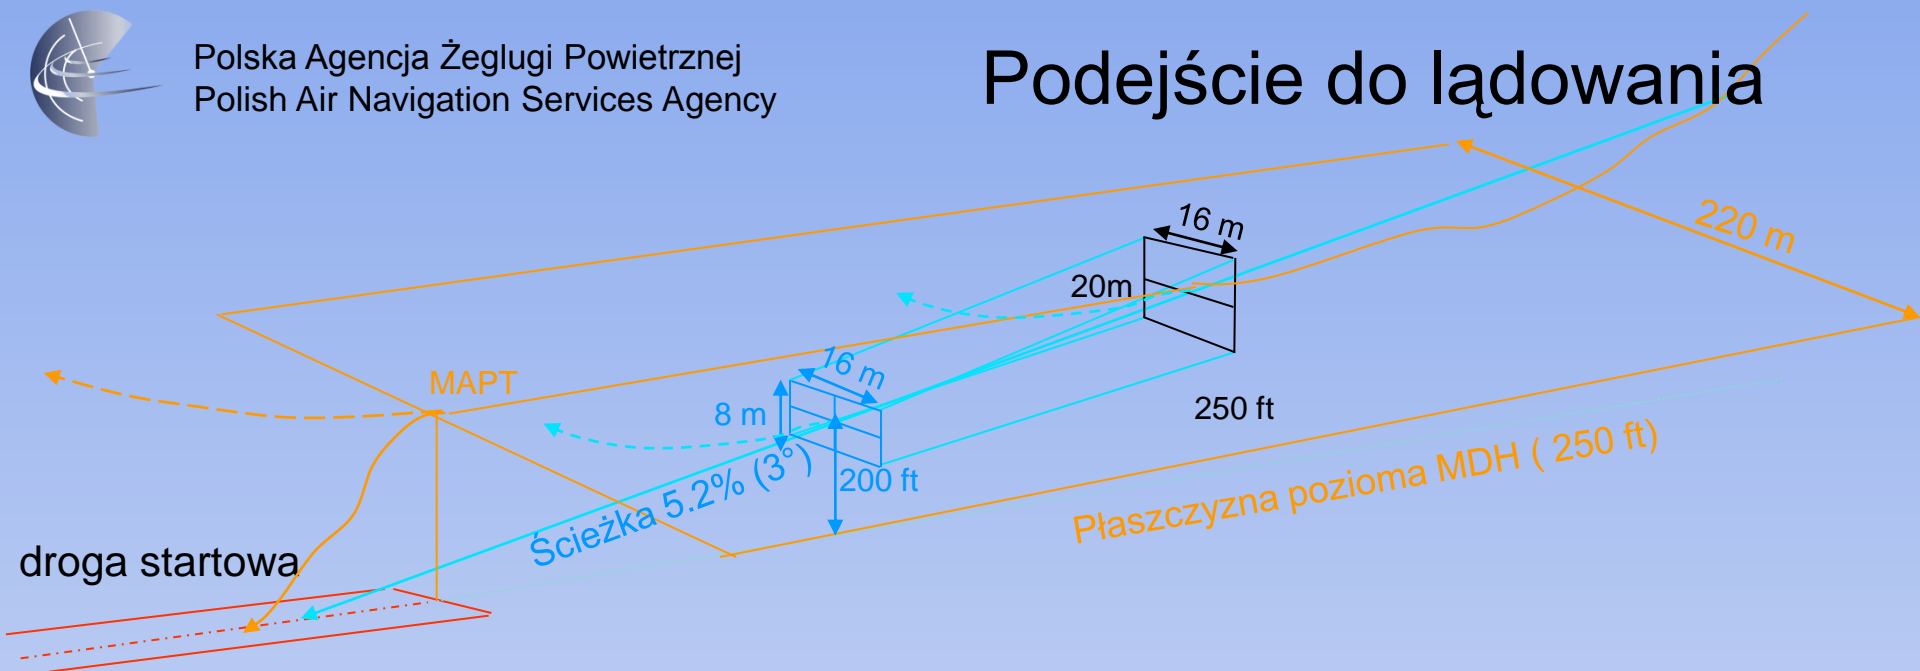 Polska Agencja Żeglugi Powietrznej
Polish Air Navigation Services Agency
Podejście do lądowania
220 m
16 m
20m
16 m
MAPT
8 m
250 ft
200 ft
Ścieżka 5.2% (3°)
Płaszczyzna pozioma MDH ( 250 ft)
droga startowa